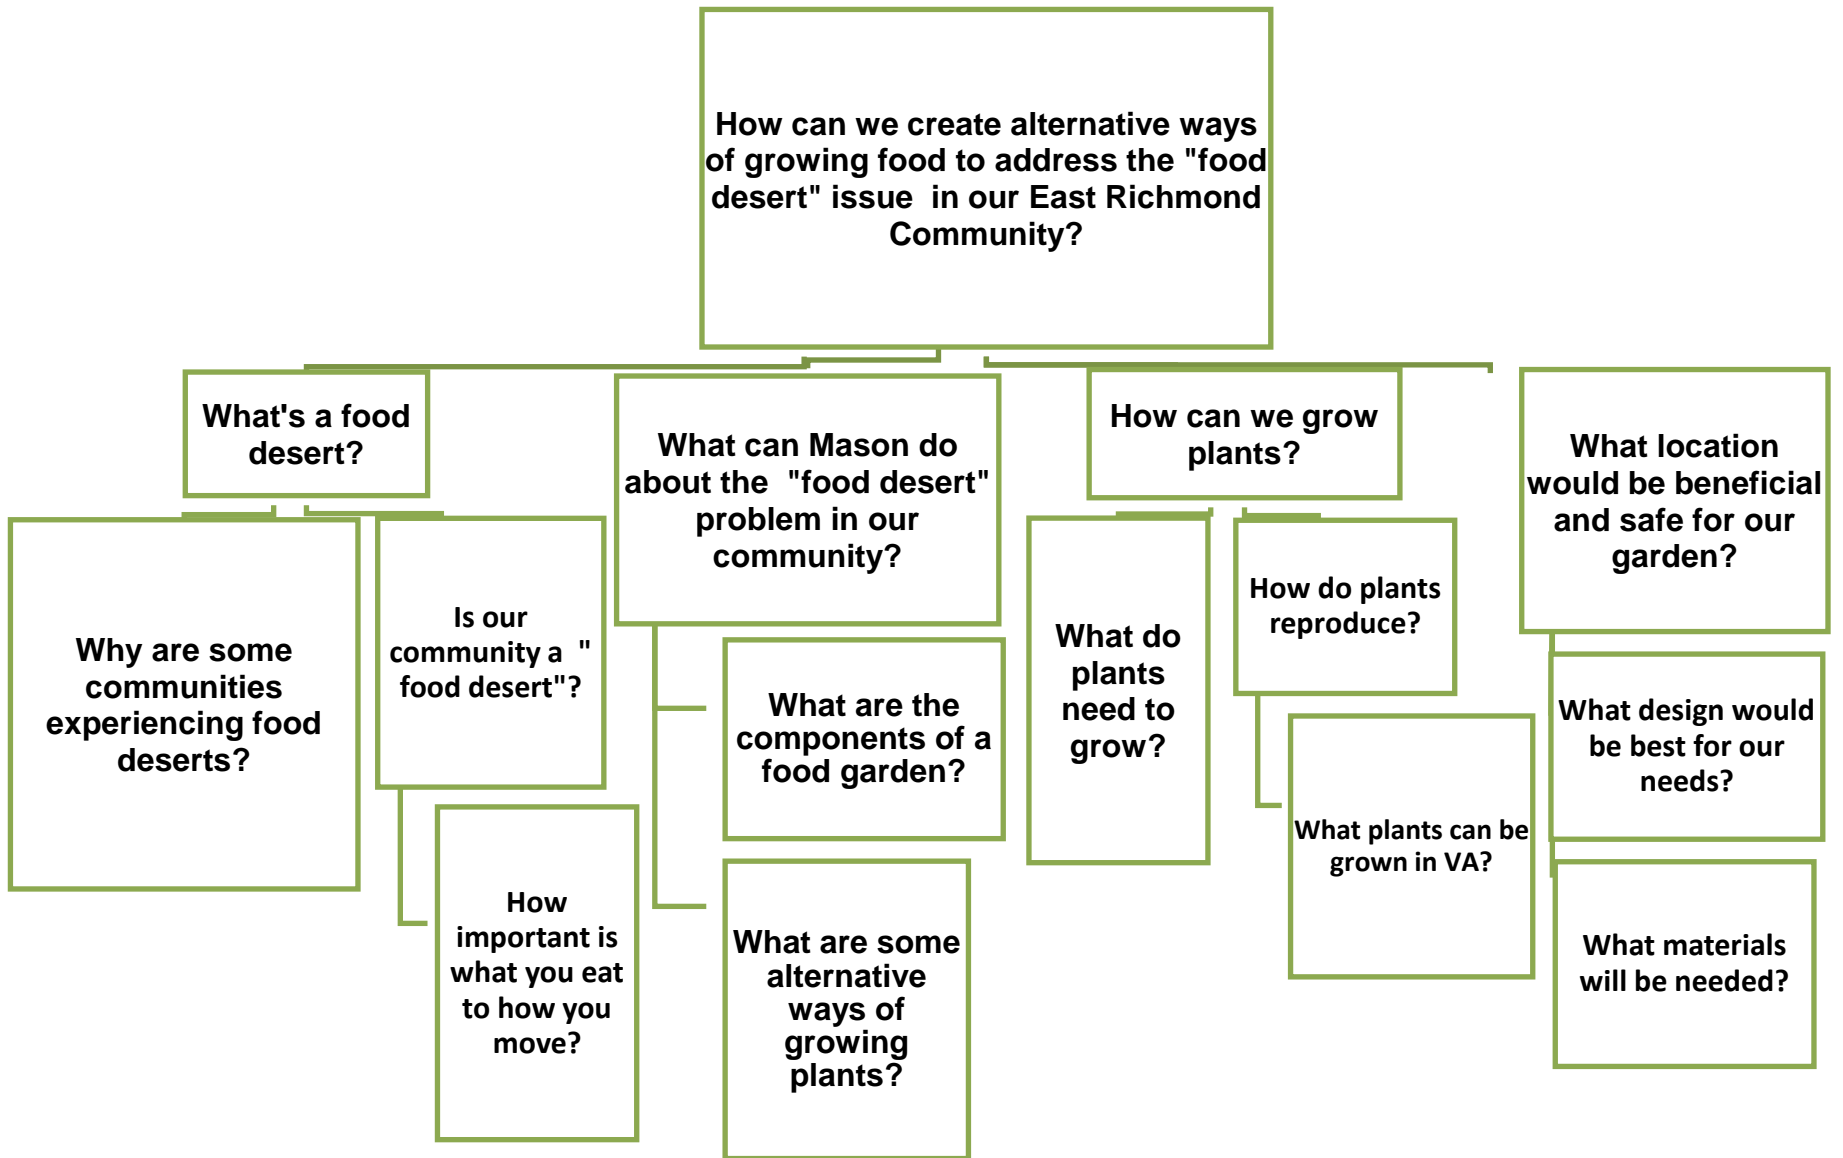 How can we create alternative ways
of growing food to address the "food
desert" issue  in our East Richmond
Community?
What's a food
desert?
Why are some
communities
experiencing food
deserts?
Is our
community a  "
food desert"?
How
important is
what you eat
to how you
move?
What can Mason do
about the  "food desert"
problem in our
community?
What are the
components of a
food garden?
What are some
alternative
ways of
growing
plants?
How can we grow
plants?
What do
plants
need to
grow?
How do plants
reproduce?
What plants can be
grown in VA?
What location
would be beneficial
and safe for our
garden?
What design would
be best for our
needs?
What materials
will be needed?